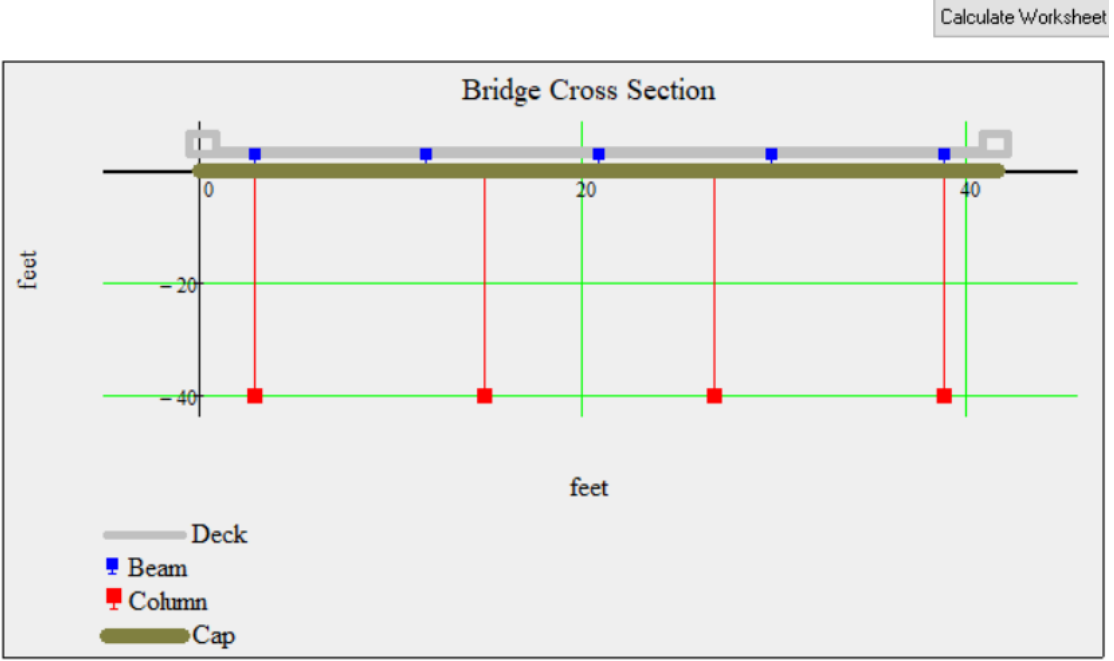 Calculate Worksheet
Bridge Cross Section
0 20 40
feet
− 20
− 40
feet
Deck
Beam
Column
Cap